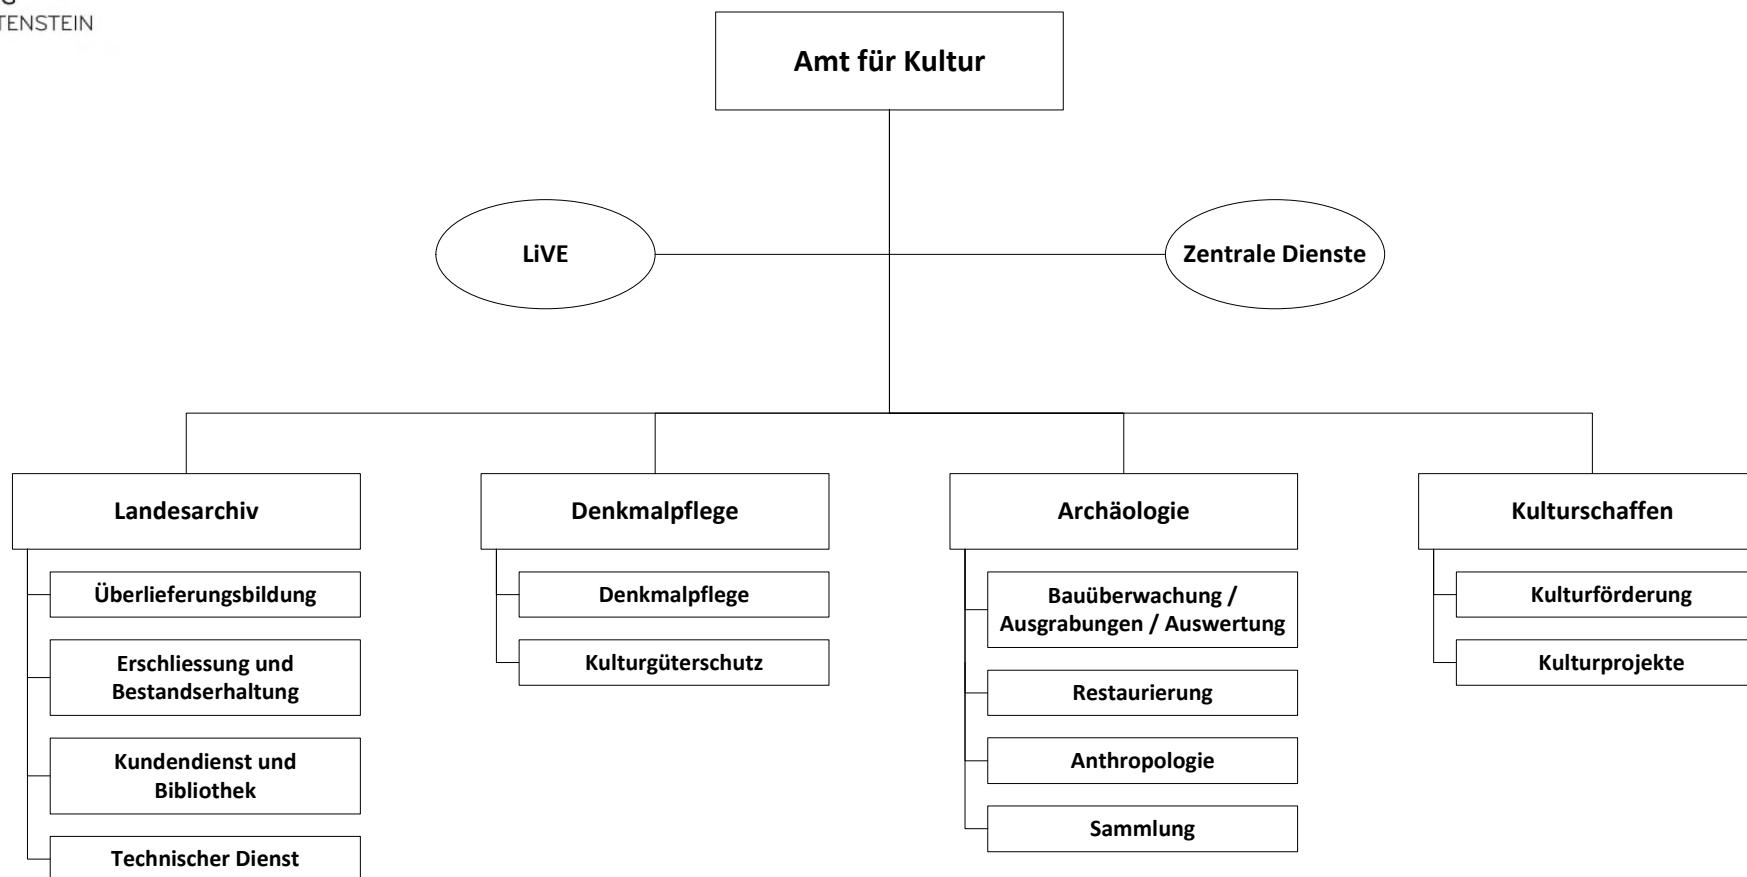 TENSTEIN
Amt für Kultur
LiVE
Zentrale Dienste
Landesarchiv
Überlieferungsbildung
Erschliessung und
Bestandserhaltung
Kundendienst und
Bibliothek
Technischer Dienst
Denkmalpflege
Denkmalpflege
Kulturgüterschutz
Archäologie
Bauüberwachung /
Ausgrabungen / Auswertung
Restaurierung
Anthropologie
Sammlung
Kulturschaffen
Kulturförderung
Kulturprojekte